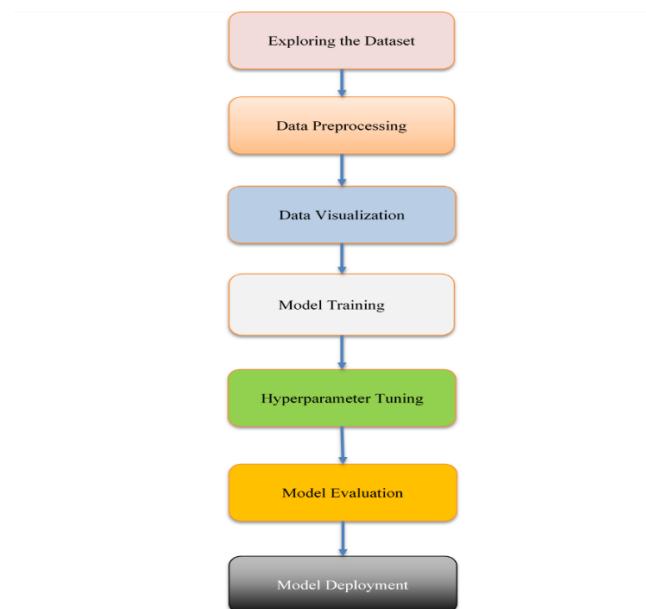 Exploring the Dataset
Data Preprocessing
Data Visualization
Model Training
Hyperparameter Tuning
Model Evaluation
Model Deployment